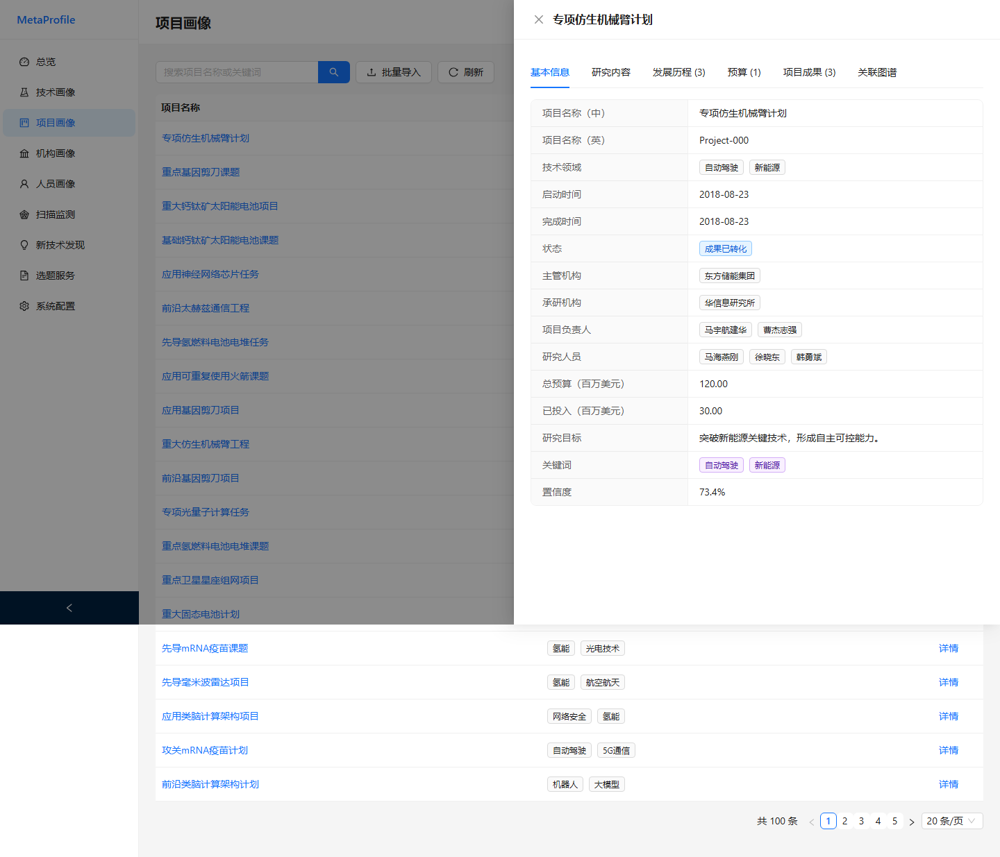 MetaProfile
总览
技术画像
项目画像
机构画像
人员画像
扫描监测
新技术发现
选题服务
系统配置
项目画像
搜索项目名称或关键词
批量导入
刷新
项目名称
专项仿生机械臂计划
重点基因剪刀课题
重大钙钛矿太阳能电池项目
基础钙钛矿太阳能电池课题
应用神经网络芯片任务
前沿太赫兹通信工程
先导氢燃料电池电堆任务
应用可重复使用火箭课题
应用基因剪刀项目
重大仿生机械臂工程
前沿基因剪刀项目
专项光量子计算任务
重点氢燃料电池电堆课题
重点卫星星座组网项目
重大固态电池计划
先导mRNA疫苗课题 氢能 光电技术 详情
先导毫米波雷达项目 氢能 航空航天 详情
应用类脑计算架构项目 网络安全 氢能 详情
攻关mRNA疫苗计划 自动驾驶 5G通信 详情
前沿类脑计算架构计划 机器人 大模型 详情
共 100 条 < 1 2 3 4 5 > 20 条/页
专项仿生机械臂计划
基本信息 研究内容 发展历程 (3) 预算 (1) 项目成果 (3) 关联图谱
项目名称（中） 专项仿生机械臂计划
项目名称（英） Project-000
技术领域 自动驾驶 新能源
启动时间 2018-08-23
完成时间 2018-08-23
状态 成果已转化
主管机构 东方储能集团
承研机构 华信息研究所
项目负责人 马宇航建华 曹杰志强
研究人员 马海燕刚 徐晓东 韩勇斌
总预算（百万美元） 120.00
已投入（百万美元） 30.00
研究目标 突破新能源关键技术，形成自主可控能力。
关键词 自动驾驶 新能源
置信度 73.4%